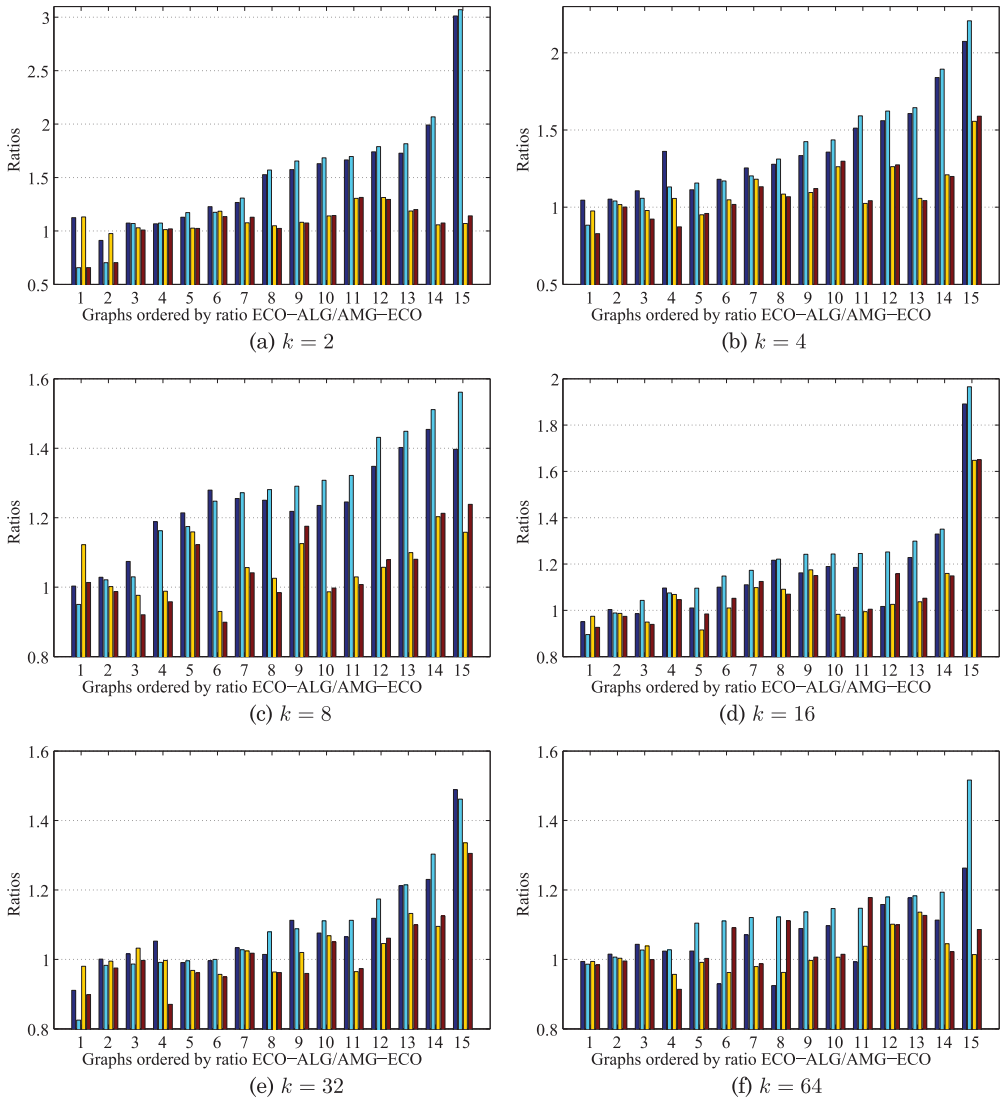 Ratios
3
2.5
2
1.5
1
0.5
1 2 3 4 5 6 7 8 9 10 11 12 13 14 15
Graphs ordered by ratio ECO−ALG/AMG−ECO
(a) k = 2
Ratios
2
1.5
1
0.5
1 2 3 4 5 6 7 8 9 10 11 12 13 14 15
Graphs ordered by ratio ECO−ALG/AMG−ECO
(b) k = 4
Ratios
1.6
1.4
1.2
1
0.8
1 2 3 4 5 6 7 8 9 10 11 12 13 14 15
Graphs ordered by ratio ECO−ALG/AMG−ECO
(c) k = 8
Ratios
2
1.8
1.6
1.4
1.2
1
0.8
1 2 3 4 5 6 7 8 9 10 11 12 13 14 15
Graphs ordered by ratio ECO−ALG/AMG−ECO
(d) k = 16
Ratios
1.6
1.4
1.2
1
0.8
1 2 3 4 5 6 7 8 9 10 11 12 13 14 15
Graphs ordered by ratio ECO−ALG/AMG−ECO
(e) k = 32
Ratios
1.6
1.4
1.2
1
0.8
1 2 3 4 5 6 7 8 9 10 11 12 13 14 15
Graphs ordered by ratio ECO−ALG/AMG−ECO
(f) k = 64